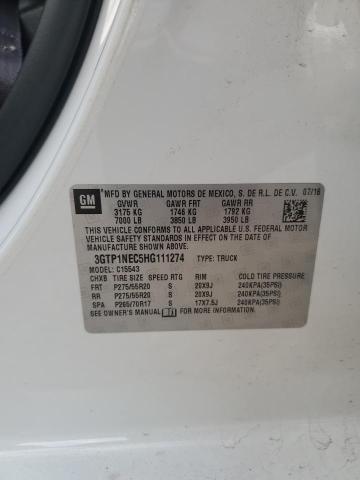 GM
MFD BY GENERAL MOTORS DE MEXICO, S. DE R.L. DE C.V. 07/16
GVWR GAWR FRT GAWR RR
3175 KG 1746 KG 1792 KG
7000 LB 3850 LB 3950 LB
THIS VEHICLE CONFORMS TO ALL APPLICABLE U.S. FEDERAL MOTOR VEHICLE SAFETY AND THEFT PREVENTION STANDARDS IN EFFECT ON THE DATE OF MANUFACTURE SHOWN ABOVE.
3GTP1NEC5HG111274 TYPE: TRUCK
C15543
CHXB TIRE SIZE SPEED RTG RIM COLD TIRE PRESSURE
FRT P275/55R20 S 20X9J 240KPA(35PSI)
RR P275/55R20 S 20X9J 240KPA(35PSI)
SPA P265/70R17 S 17X7.5J 240KPA(35PSI)
SEE OWNER'S MANUAL FOR MORE INFORMATION.